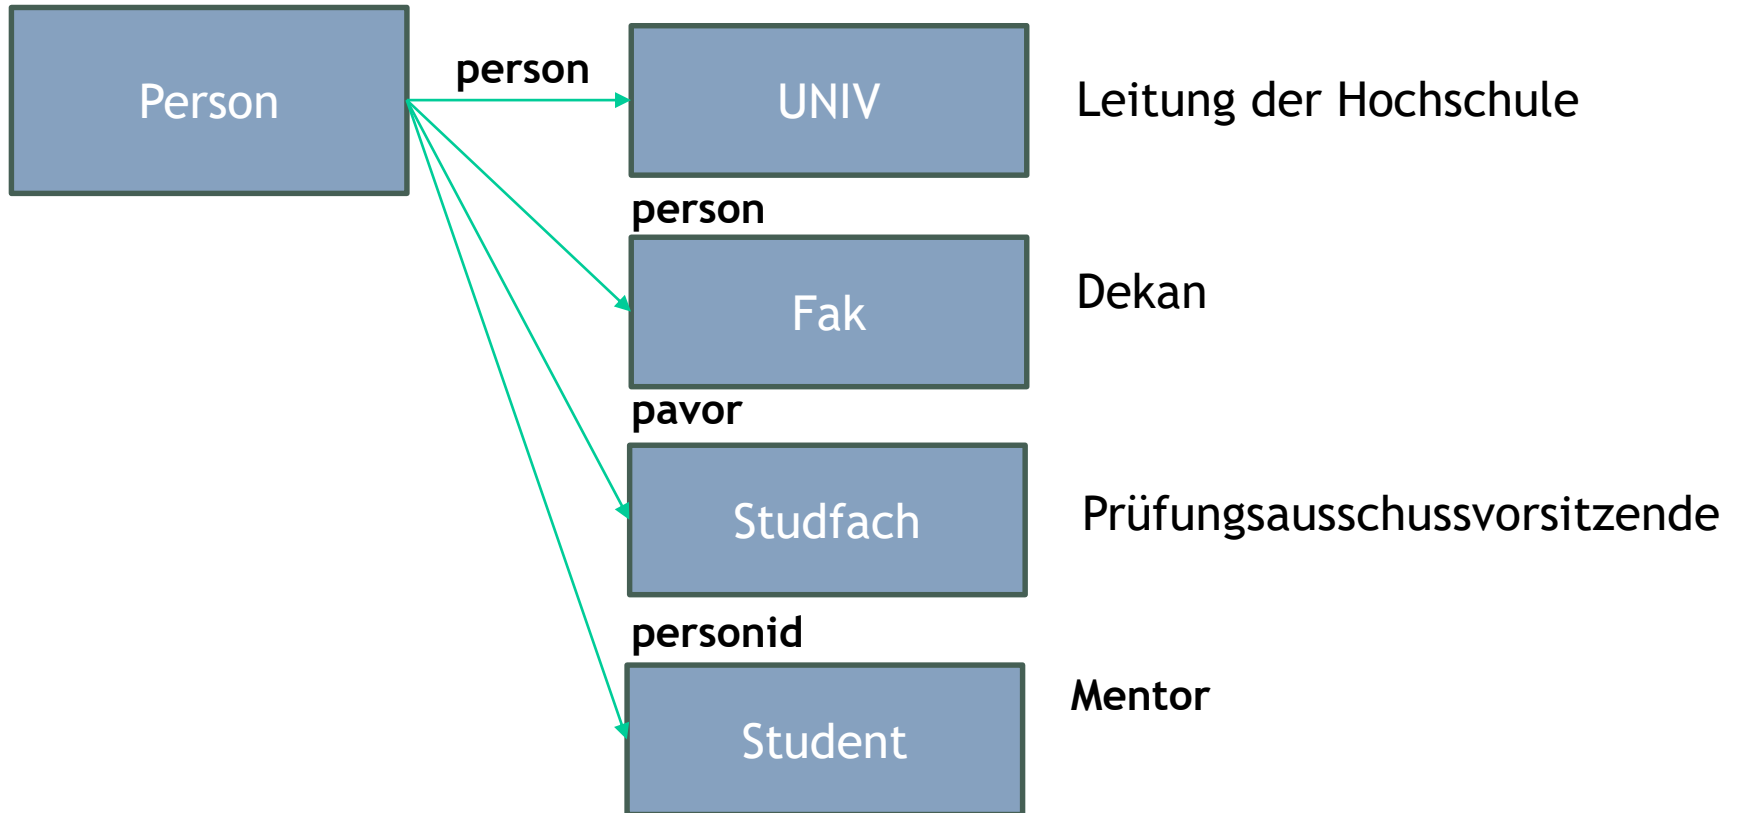 Person
person
UNIV
Leitung der Hochschule
person
Fak
Dekan
pavor
Studfach
Prüfungsausschussvorsitzende
personid
Student
Mentor